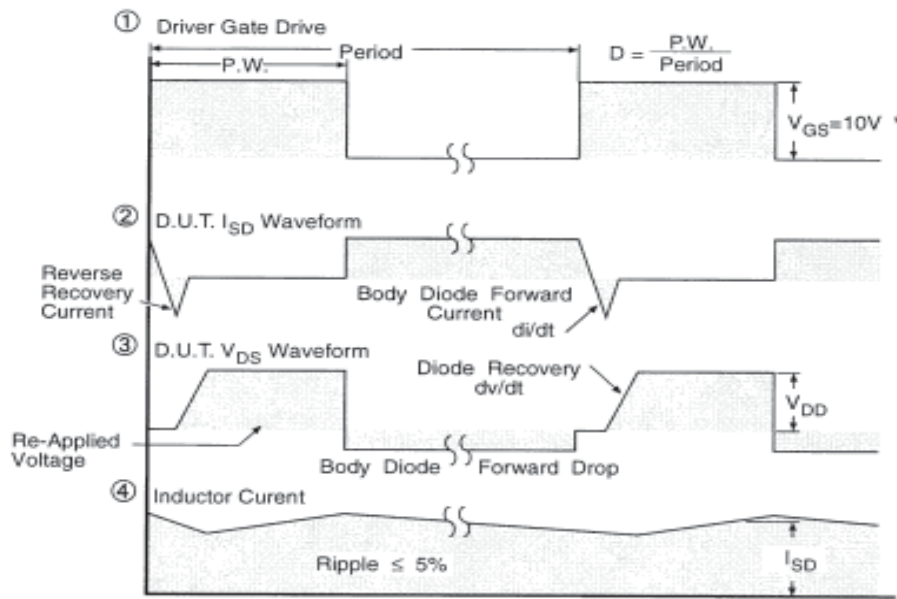 ① Driver Gate Drive
Period
P.W.
D = P.W. / Period
V_GS=10V
② D.U.T. I_SD Waveform
Reverse
Recovery
Current
Body Diode Forward
Current
di/dt
③ D.U.T. V_DS Waveform
Diode Recovery
dv/dt
V_DD
Re-Applied
Voltage
Body Diode Forward Drop
④ Inductor Curent
Ripple ≤ 5%
I_SD